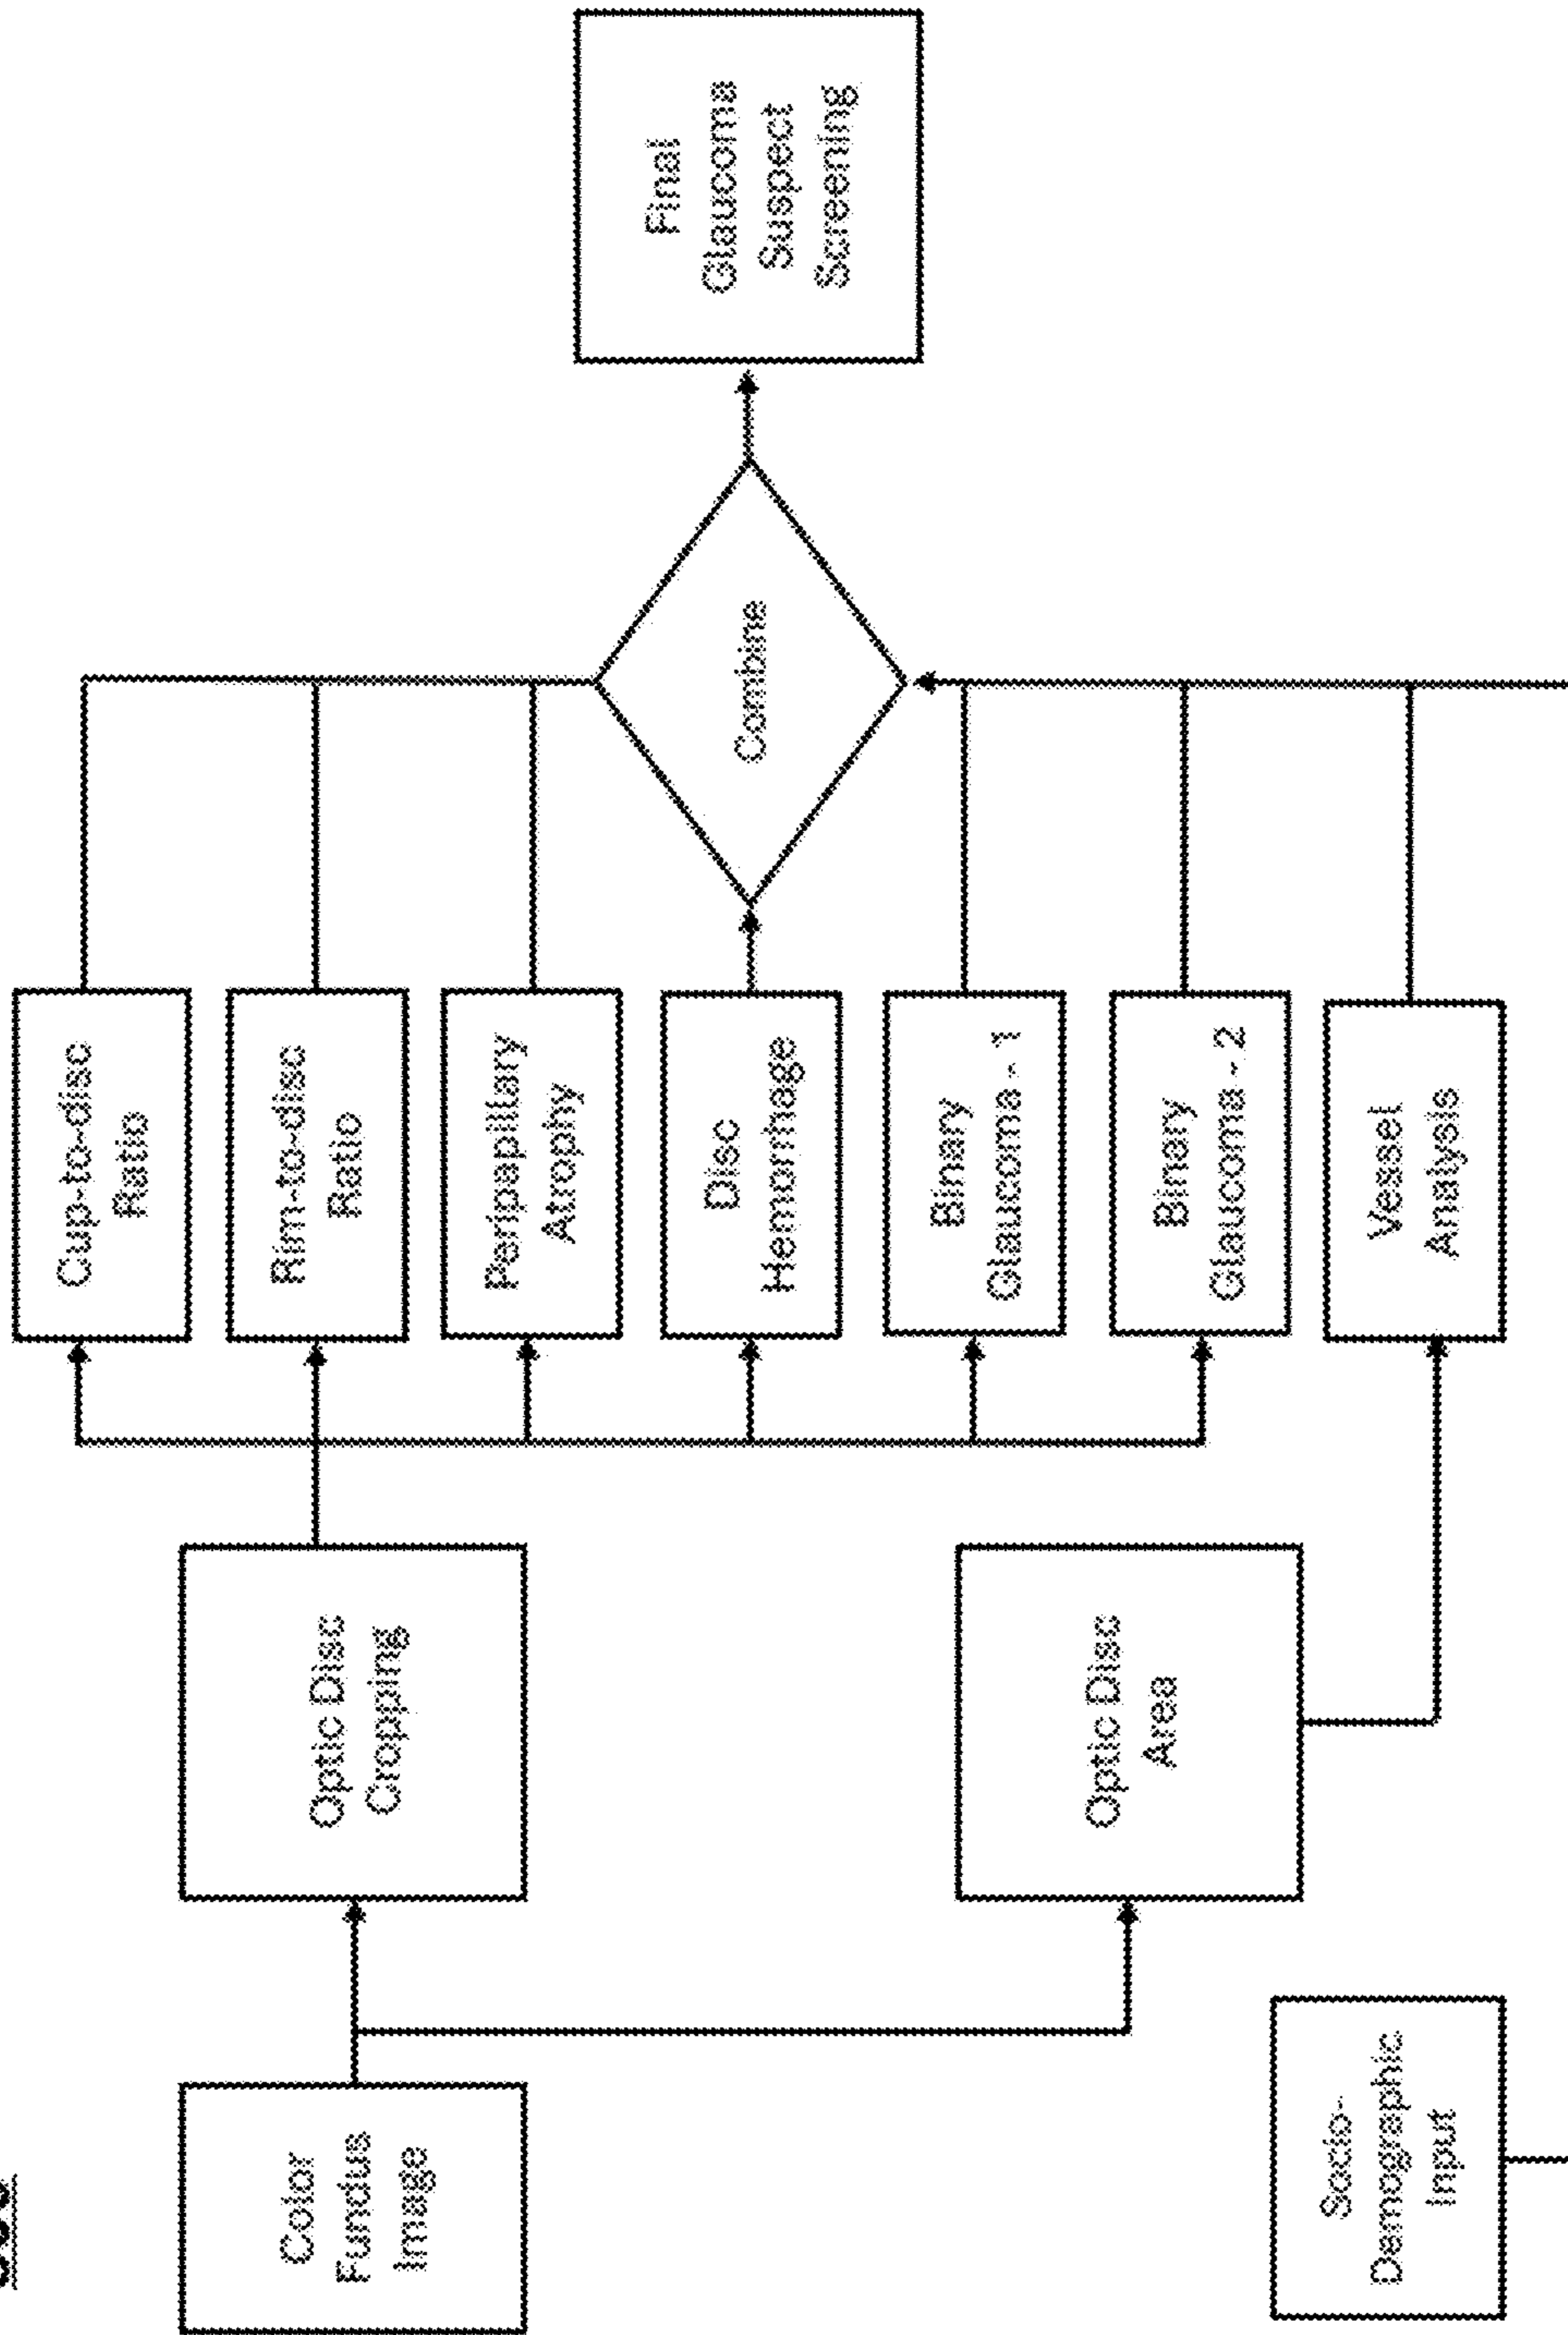 Color
Fundus
Image
Socio-
Demographic
Input
Optic Disc
Cropping
Optic Disc
Area
Cup-to-disc
Ratio
Rim-to-disc
Ratio
Peripapillary
Atrophy
Disc
Hemorrhage
Binary
Glaucoma - 1
Binary
Glaucoma - 2
Vessel
Analysis
Combine
Final
Glaucoms
Suspect
Screening